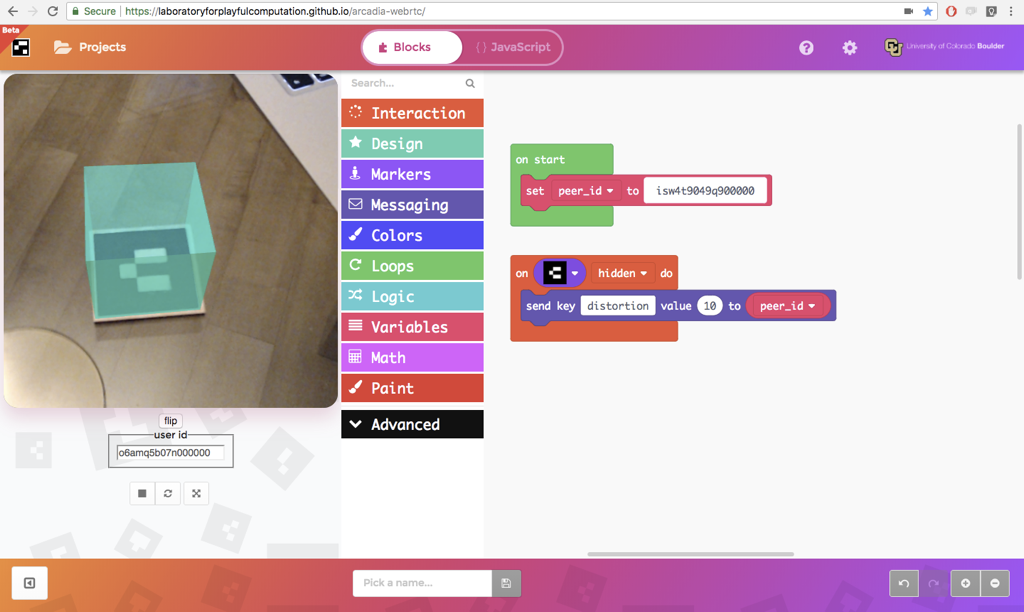 Secure https://laboratoryforplayfulcomputation.github.io/arcadia-webrtc/
Beta
Projects
Blocks
{ } JavaScript
University of Colorado Boulder
Search...
Interaction
Design
Markers
Messaging
Colors
Loops
Logic
Variables
Math
Paint
Advanced
on start
set peer_id to isw4t9049q900000
on hidden do
send key distortion value 10 to peer_id
flip
user id
o6amq5b07n000000
Pick a name...